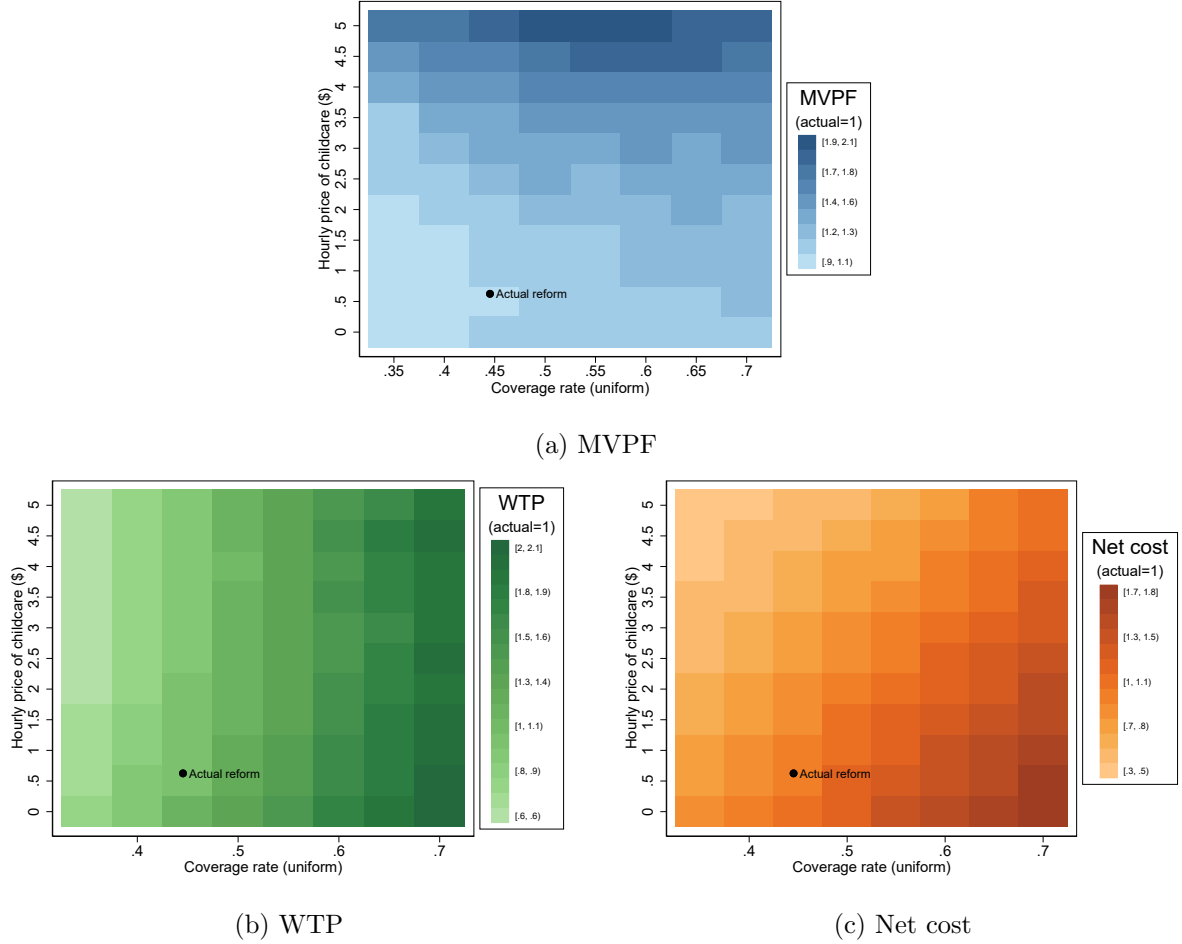 Hourly price of childcare ($)
5
4.5
4
3.5
3
2.5
2
1.5
1
.5
0
Actual reform
.35 .4 .45 .5 .55 .6 .65 .7
Coverage rate (uniform)
MVPF
(actual=1)
[1.9, 2.1]
[1.7, 1.8)
[1.4, 1.6)
[1.2, 1.3)
[.9, 1.1)
(a) MVPF
Hourly price of childcare ($)
5
4.5
4
3.5
3
2.5
2
1.5
1
.5
0
Actual reform
.4 .5 .6 .7
Coverage rate (uniform)
WTP
(actual=1)
[2, 2.1]
[1.8, 1.9)
[1.5, 1.6)
[1.3, 1.4)
[1, 1.1)
[.8, .9)
[.6, .6)
(b) WTP
Hourly price of childcare ($)
5
4.5
4
3.5
3
2.5
2
1.5
1
.5
0
Actual reform
.4 .5 .6 .7
Coverage rate (uniform)
Net cost
(actual=1)
[1.7, 1.8]
[1.3, 1.5)
[1, 1.1)
[.7, .8)
[.3, .5)
(c) Net cost